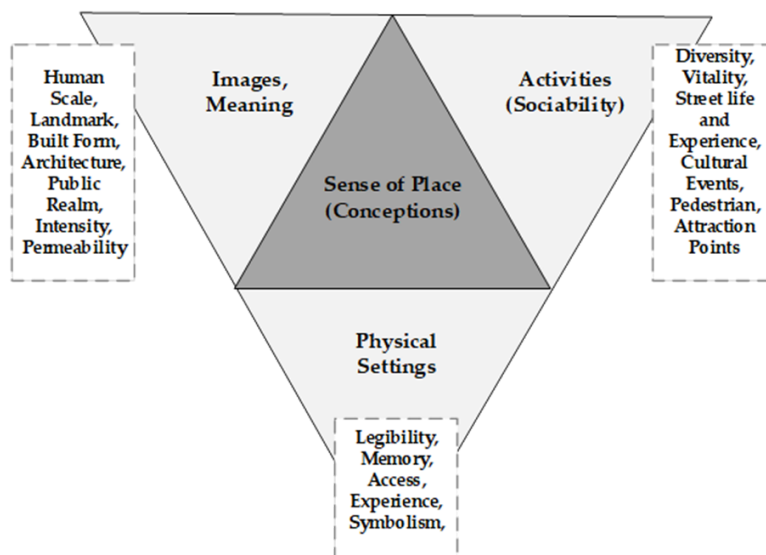 Images,
Meaning
Activities
(Sociability)
Human
Scale,
Landmark,
Built Form,
Architecture,
Public
Realm,
Intensity,
Permeability
Diversity,
Vitality,
Street life
and
Experience,
Cultural
Events,
Pedestrian,
Attraction
Points
Sense of Place
(Conceptions)
Physical
Settings
Legibility,
Memory,
Access,
Experience,
Symbolism,